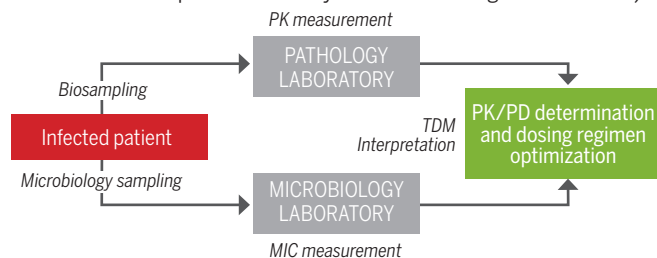 PK measurement
PATHOLOGY
LABORATORY
Biosampling
Infected patient
Microbiology sampling
TDM
Interpretation
PK/PD determination
and dosing regimen
optimization
MICROBIOLOGY
LABORATORY
MIC measurement